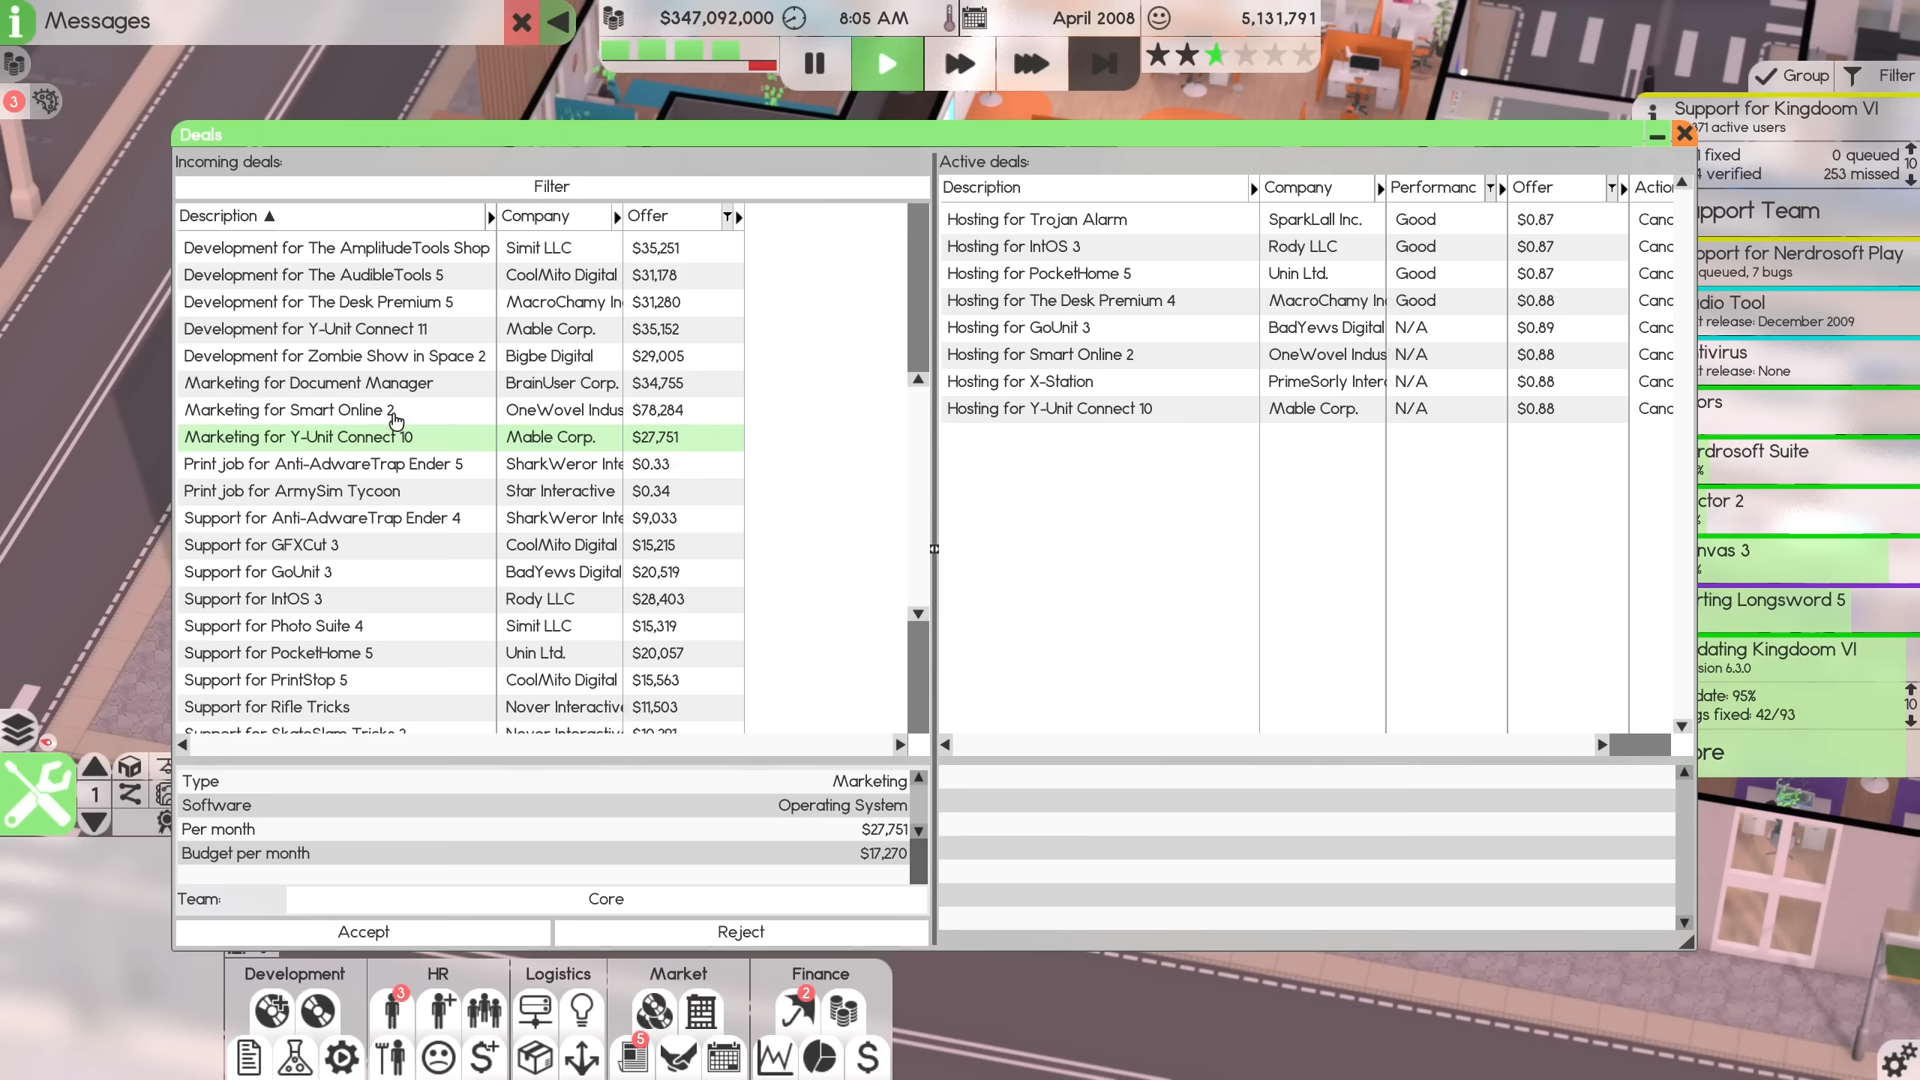 Messages
$347,092,000
8:05 AM
April 2008
5,131,791
3
Group
Filter
Support for Kingdoom VI
371 active users
fixed
0 queued
verified
253 missed
10
pport Team
pport for Nerdrosoft Play
queued, 7 bugs
dio Tool
t release: December 2009
tivirus
t release: None
ors
rdrosoft Suite
%
ctor 2
%
nvas 3
%
rting Longsword 5
dating Kingdoom VI
sion 6.3.0
date: 95%
gs fixed: 42/93
10
ore
Deals
Incoming deals:
Filter
Description ▲ Company Offer
Development for The AmplitudeTools Shop Simit LLC $35,251
Development for The AudibleTools 5 CoolMito Digital $31,178
Development for The Desk Premium 5 MacroChamy In $31,280
Development for Y-Unit Connect 11 Mable Corp. $35,152
Development for Zombie Show in Space 2 Bigbe Digital $29,005
Marketing for Document Manager BrainUser Corp. $34,755
Marketing for Smart Online 2 OneWovel Indus $78,284
Marketing for Y-Unit Connect 10 Mable Corp. $27,751
Print job for Anti-AdwareTrap Ender 5 SharkWeror Inte $0.33
Print job for ArmySim Tycoon Star Interactive $0.34
Support for Anti-AdwareTrap Ender 4 SharkWeror Inte $9,033
Support for GFXCut 3 CoolMito Digital $15,215
Support for GoUnit 3 BadYews Digital $20,519
Support for IntOS 3 Rody LLC $28,403
Support for Photo Suite 4 Simit LLC $15,319
Support for PocketHome 5 Unin Ltd. $20,057
Support for PrintStop 5 CoolMito Digital $15,563
Support for Rifle Tricks Nover Interactive $11,503
Active deals:
Description Company Performanc Offer Actio
Hosting for Trojan Alarm SparkLall Inc. Good $0.87 Canc
Hosting for IntOS 3 Rody LLC Good $0.87 Canc
Hosting for PocketHome 5 Unin Ltd. Good $0.87 Canc
Hosting for The Desk Premium 4 MacroChamy Inc Good $0.88 Canc
Hosting for GoUnit 3 BadYews Digital N/A $0.89 Canc
Hosting for Smart Online 2 OneWovel Indus N/A $0.88 Canc
Hosting for X-Station PrimeSorly Inter N/A $0.88 Canc
Hosting for Y-Unit Connect 10 Mable Corp. N/A $0.88 Canc
Type Marketing
Software Operating System
Per month $27,751
Budget per month $17,270
Team: Core
Accept
Reject
1
Development
HR
Logistics
Market
Finance
3
2
5